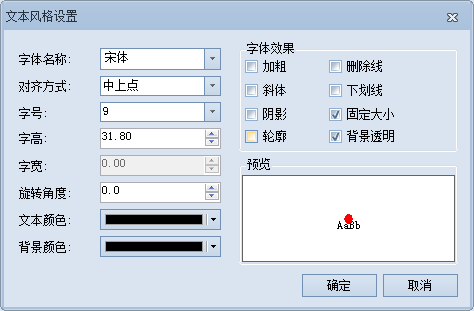 文本风格设置
字体名称: 宋体
对齐方式: 中上点
字号: 9
字高: 31.80
字宽: 0.00
旋转角度: 0.0
文本颜色:
背景颜色:
字体效果
加粗 删除线
斜体 下划线
阴影 固定大小
轮廓 背景透明
预览
AaBb
确定 取消